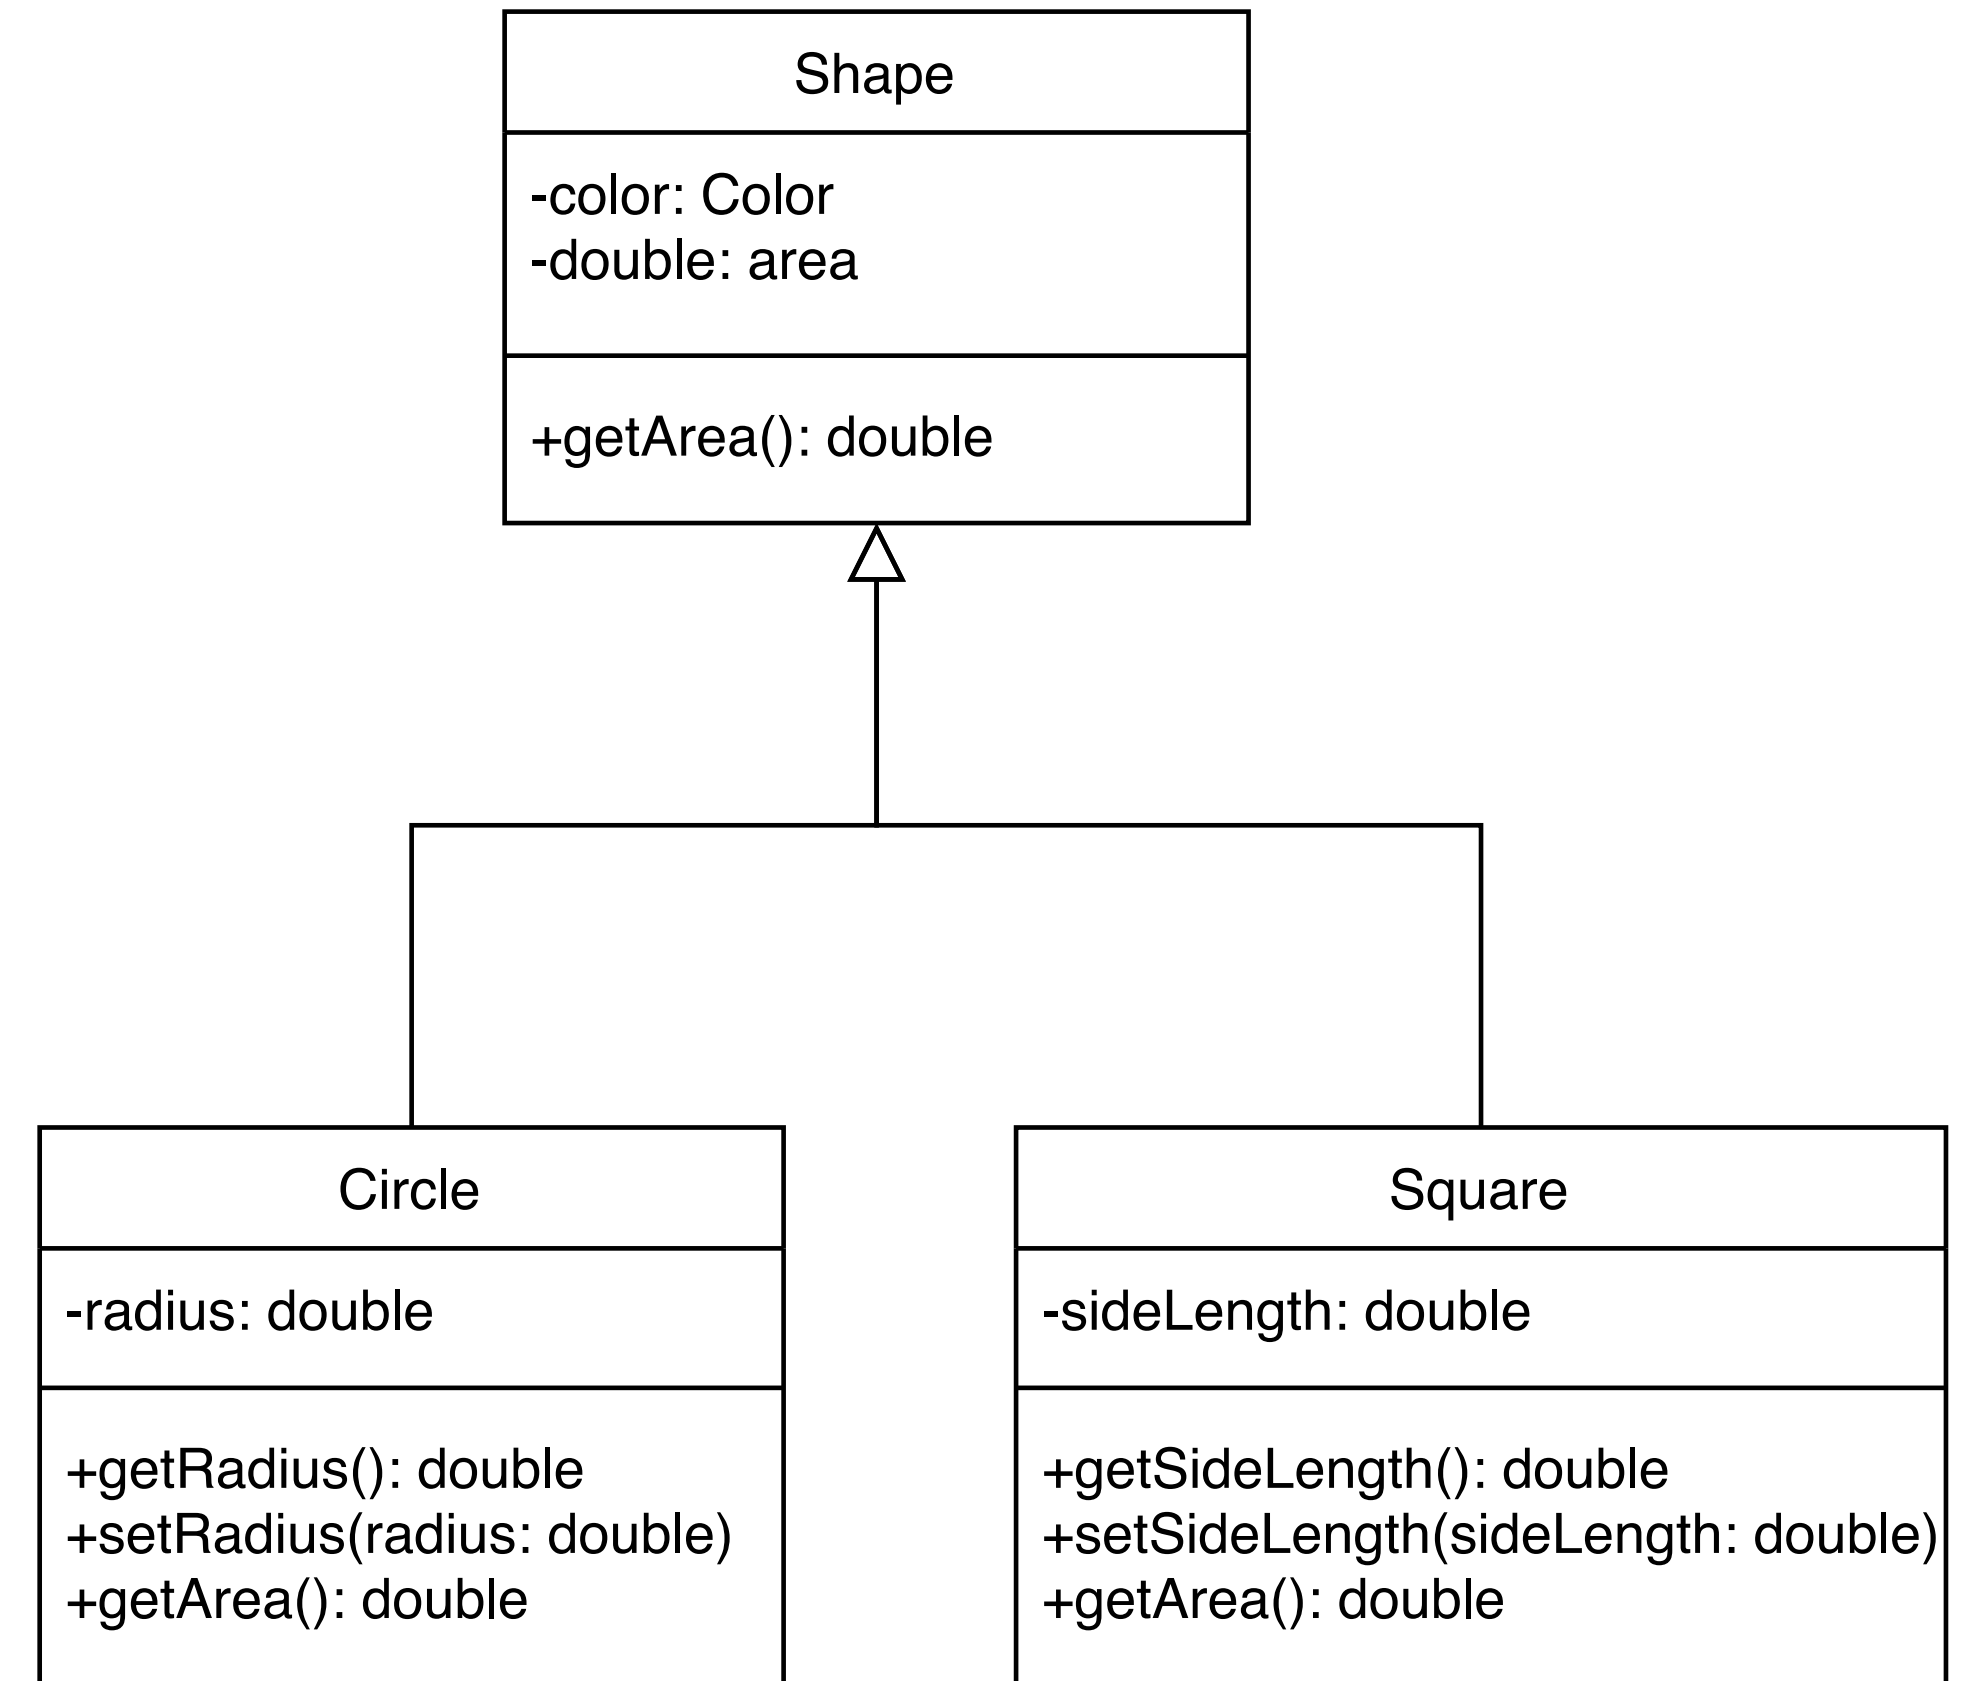 Shape
-color: Color
-double: area
+getArea(): double
Circle
-radius: double
+getRadius(): double
+setRadius(radius: double)
+getArea(): double
Square
-sideLength: double
+getSideLength(): double
+setSideLength(sideLength: double)
+getArea(): double